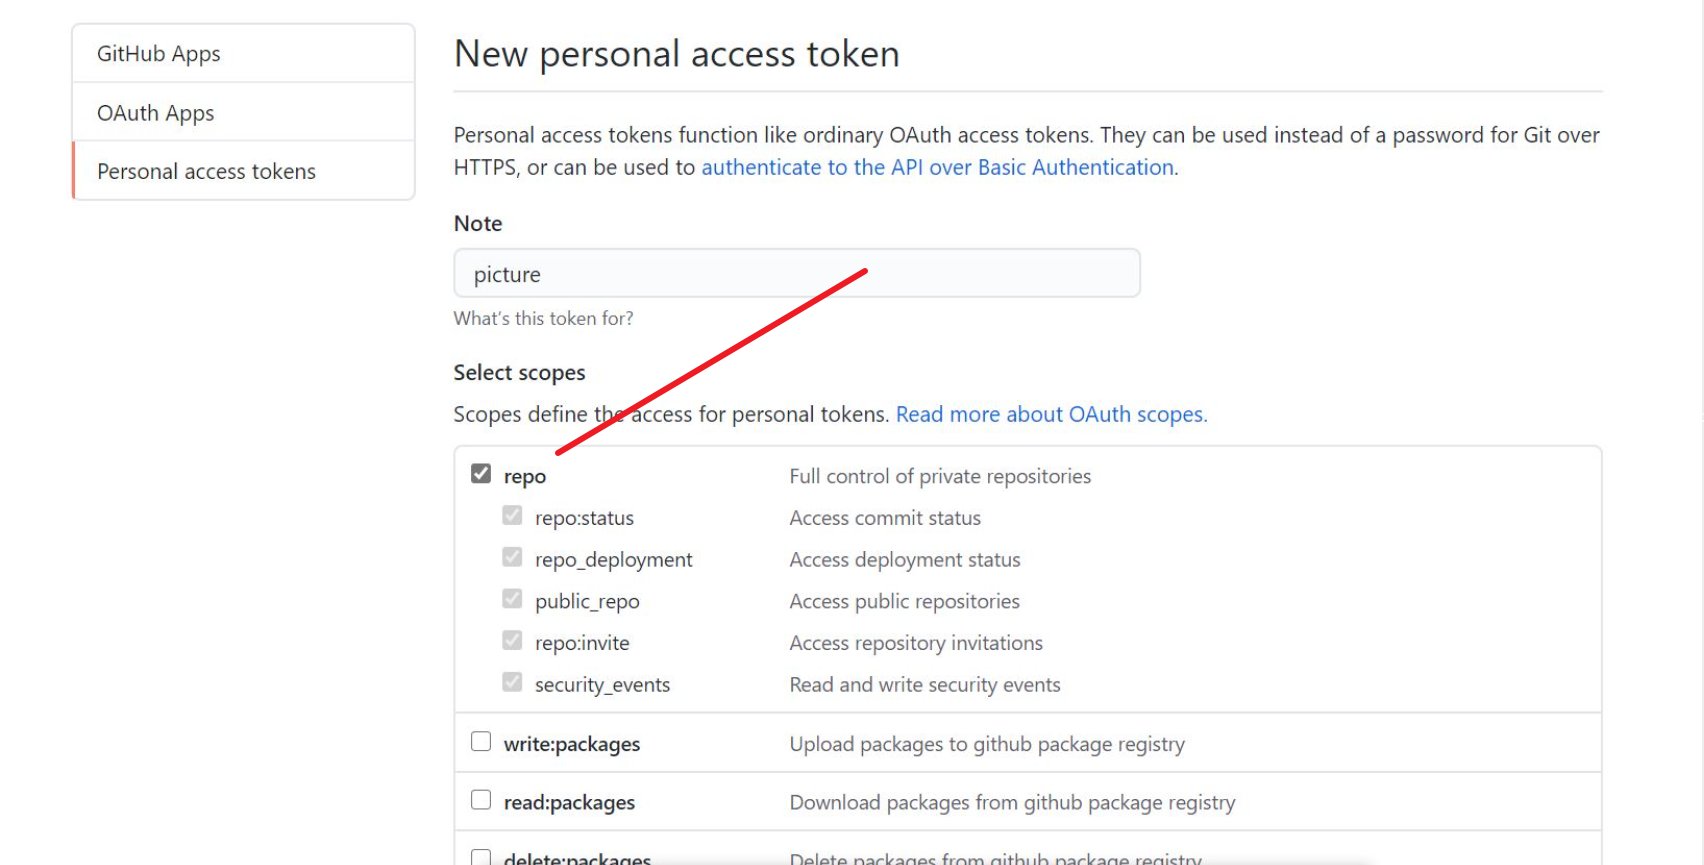 GitHub Apps
OAuth Apps
Personal access tokens
New personal access token
Personal access tokens function like ordinary OAuth access tokens. They can be used instead of a password for Git over
HTTPS, or can be used to authenticate to the API over Basic Authentication.
Note
picture
What's this token for?
Select scopes
Scopes define the access for personal tokens. Read more about OAuth scopes.
repo Full control of private repositories
repo:status Access commit status
repo_deployment Access deployment status
public_repo Access public repositories
repo:invite Access repository invitations
security_events Read and write security events
write:packages Upload packages to github package registry
read:packages Download packages from github package registry
delete:packages Delete packages from github package registry